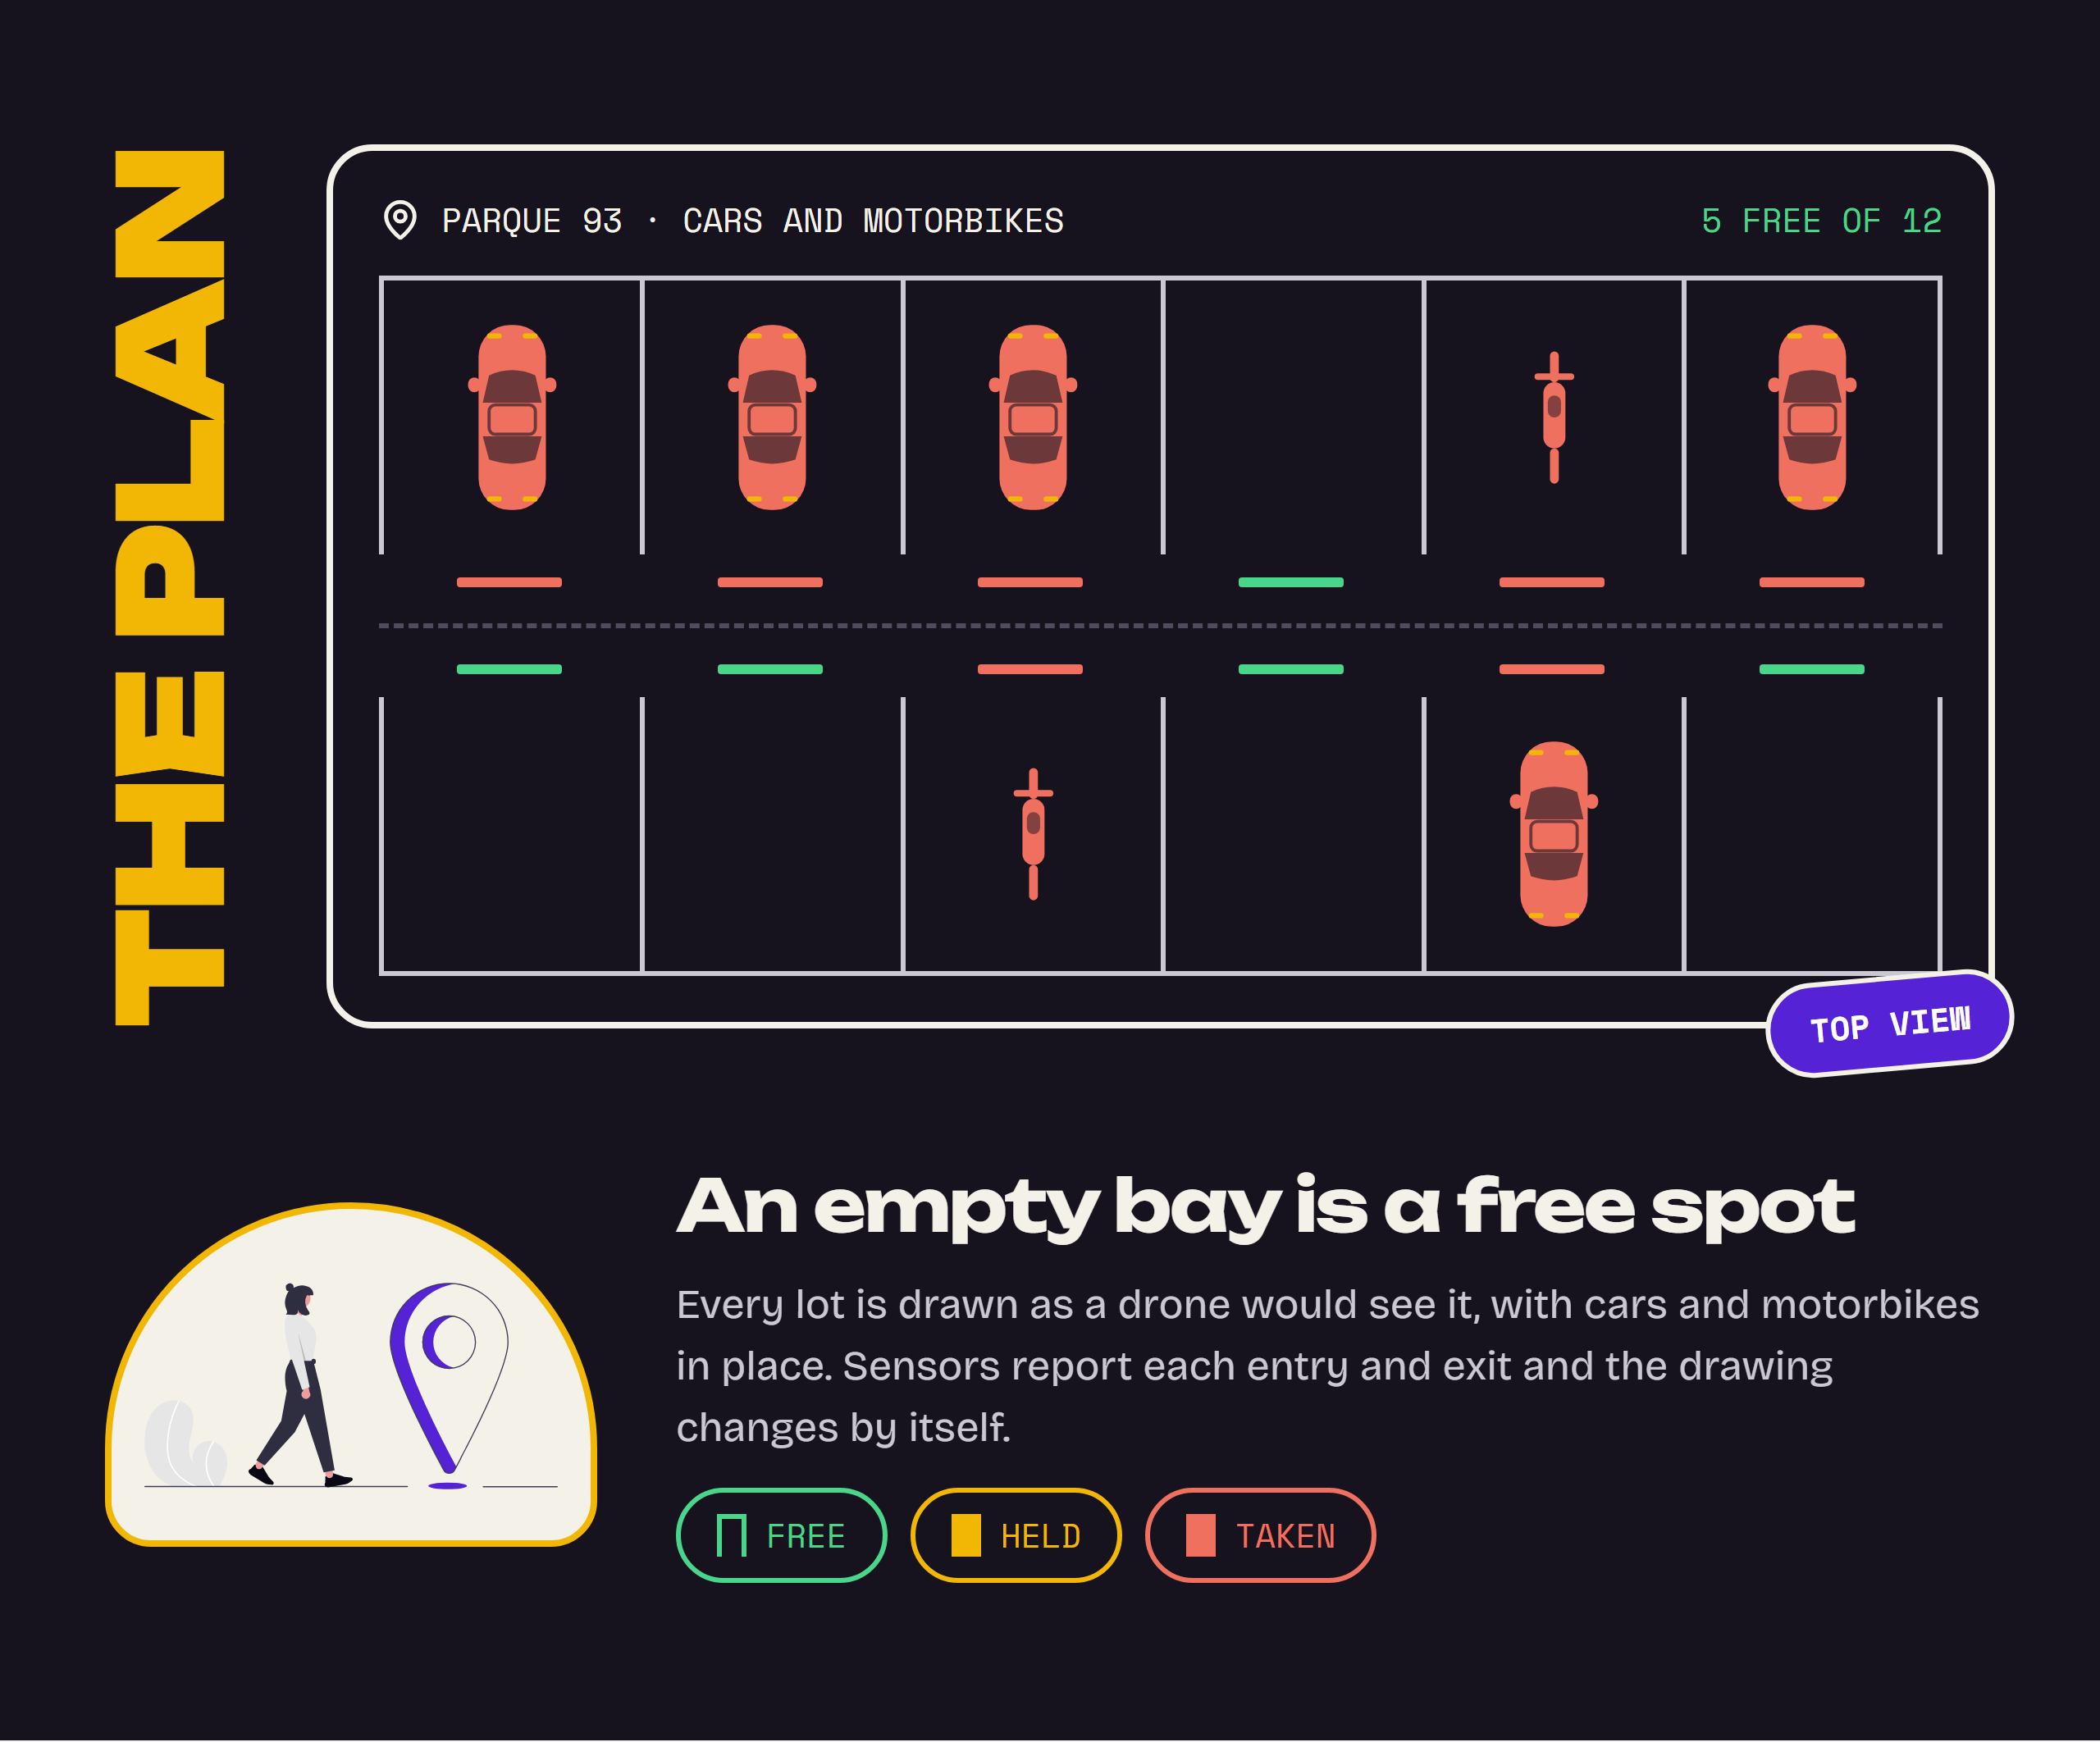 THE PLAN
PARQUE 93 · CARS AND MOTORBIKES
5 FREE OF 12
TOP VIEW
An empty bay is a free spot
Every lot is drawn as a drone would see it, with cars and motorbikes
in place. Sensors report each entry and exit and the drawing
changes by itself.
FREE
HELD
TAKEN